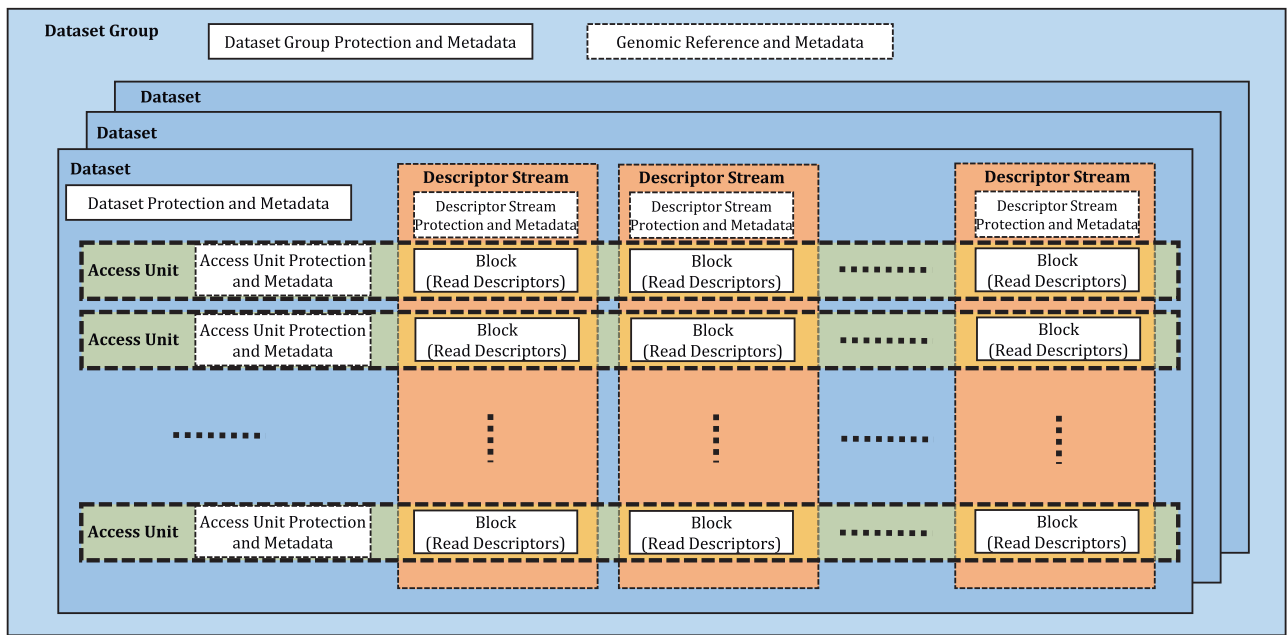 Dataset Group
Dataset Group Protection and Metadata
Genomic Reference and Metadata
Dataset
Dataset
Dataset
Dataset Protection and Metadata
Descriptor Stream
Descriptor Stream
Protection and Metadata
Descriptor Stream
Descriptor Stream
Protection and Metadata
Descriptor Stream
Descriptor Stream
Protection and Metadata
Access Unit
Access Unit Protection
and Metadata
Block
(Read Descriptors)
Block
(Read Descriptors)
Block
(Read Descriptors)
Access Unit
Access Unit Protection
and Metadata
Block
(Read Descriptors)
Block
(Read Descriptors)
Block
(Read Descriptors)
Access Unit
Access Unit Protection
and Metadata
Block
(Read Descriptors)
Block
(Read Descriptors)
Block
(Read Descriptors)